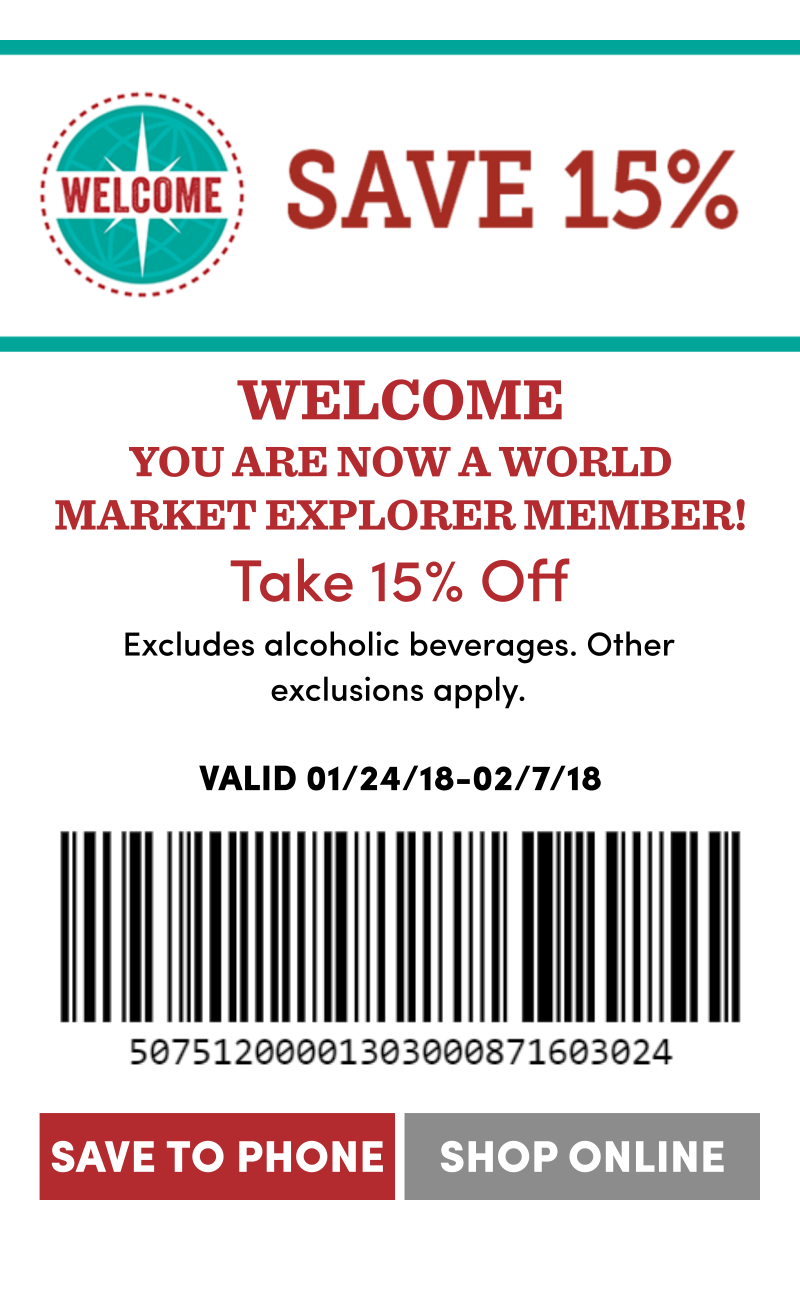 WELCOME
SAVE 15%
WELCOME
YOU ARE NOW A WORLD
MARKET EXPLORER MEMBER!
Take 15% Off
Excludes alcoholic beverages. Other
exclusions apply.
VALID 01/24/18-02/7/18
50751200001303000871603024
SAVE TO PHONE
SHOP ONLINE